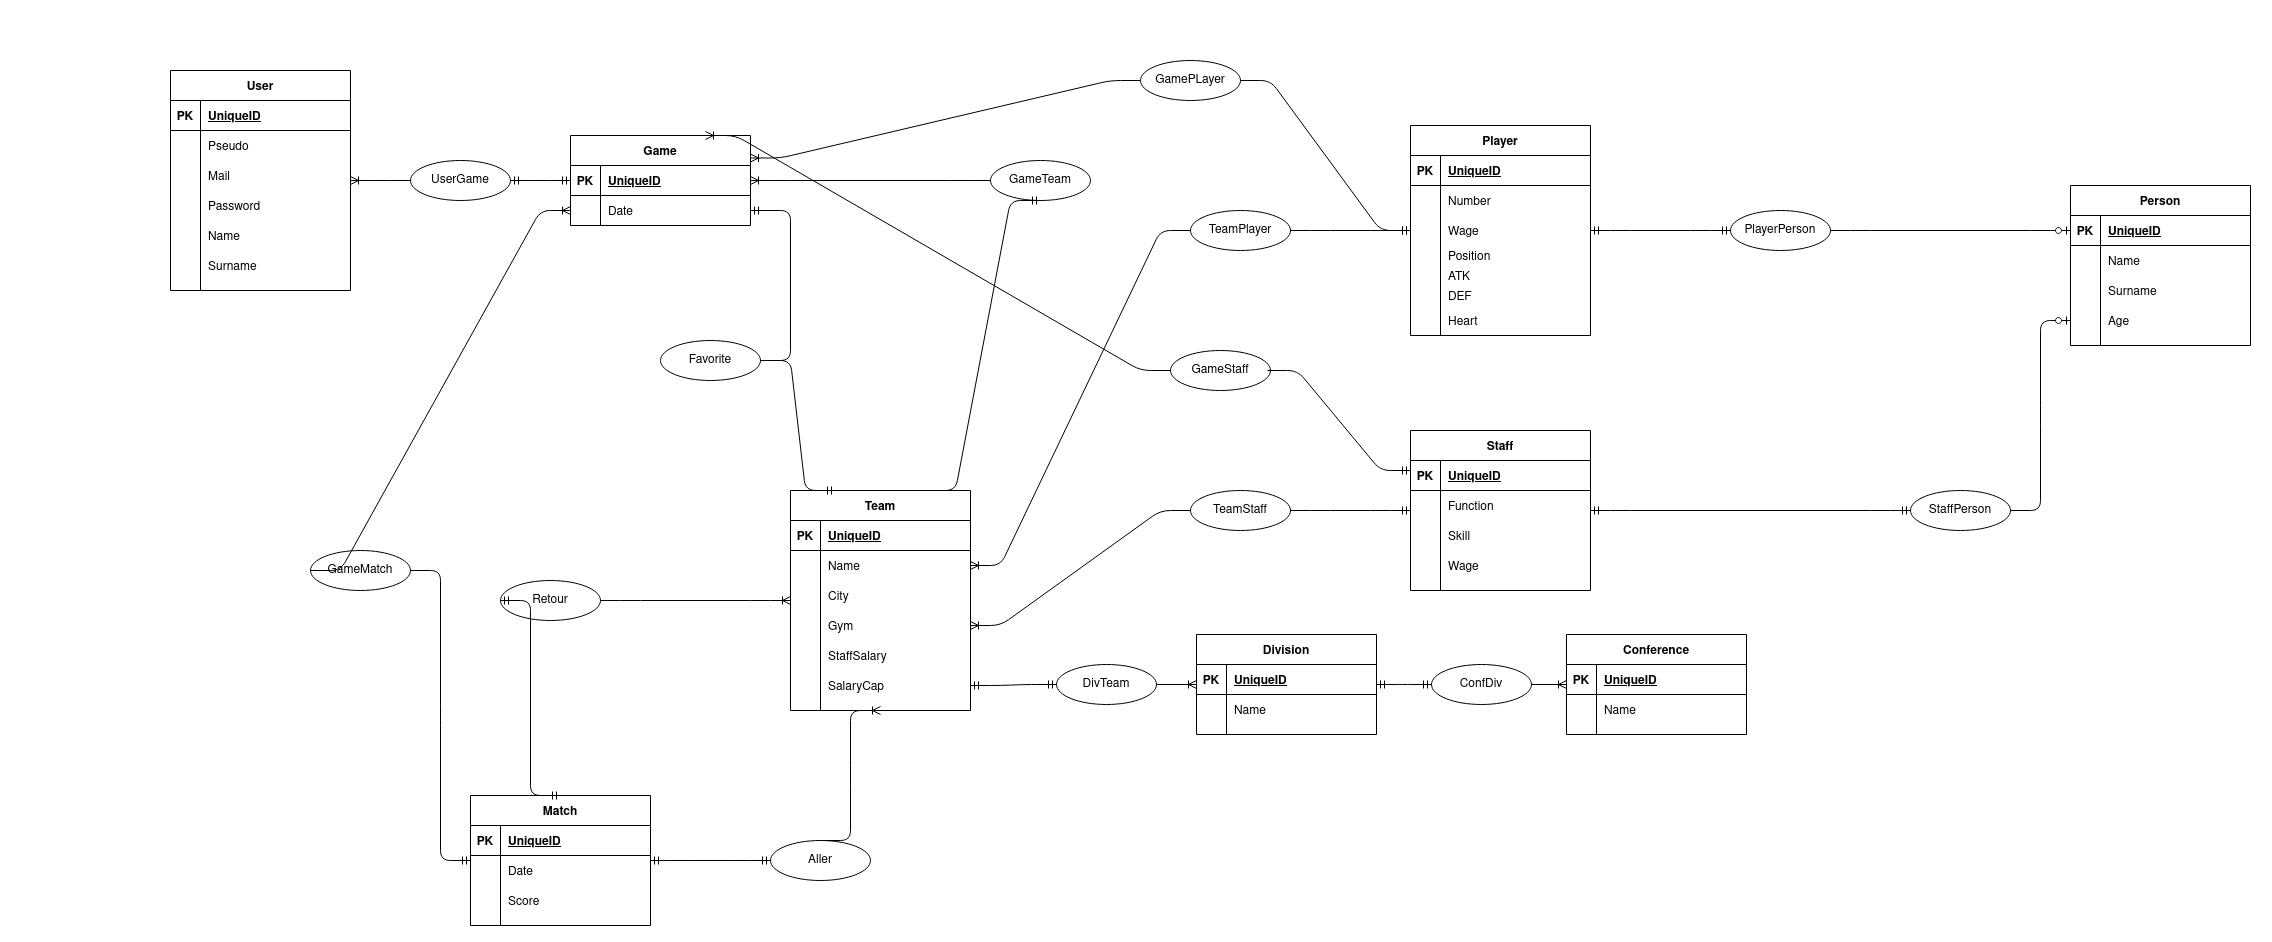 User
PK
UniqueID
Pseudo
Mail
Password
Name
Surname
UserGame
Game
PK
UniqueID
Date
GamePLayer
GameTeam
TeamPlayer
Player
PK
UniqueID
Number
Wage
Position
ATK
DEF
Heart
PlayerPerson
Person
PK
UniqueID
Name
Surname
Age
Favorite
GameStaff
Staff
PK
UniqueID
Function
Skill
Wage
TeamStaff
StaffPerson
Team
PK
UniqueID
Name
City
Gym
StaffSalary
SalaryCap
GameMatch
Retour
DivTeam
Division
PK
UniqueID
Name
ConfDiv
Conference
PK
UniqueID
Name
Match
PK
UniqueID
Date
Score
Aller